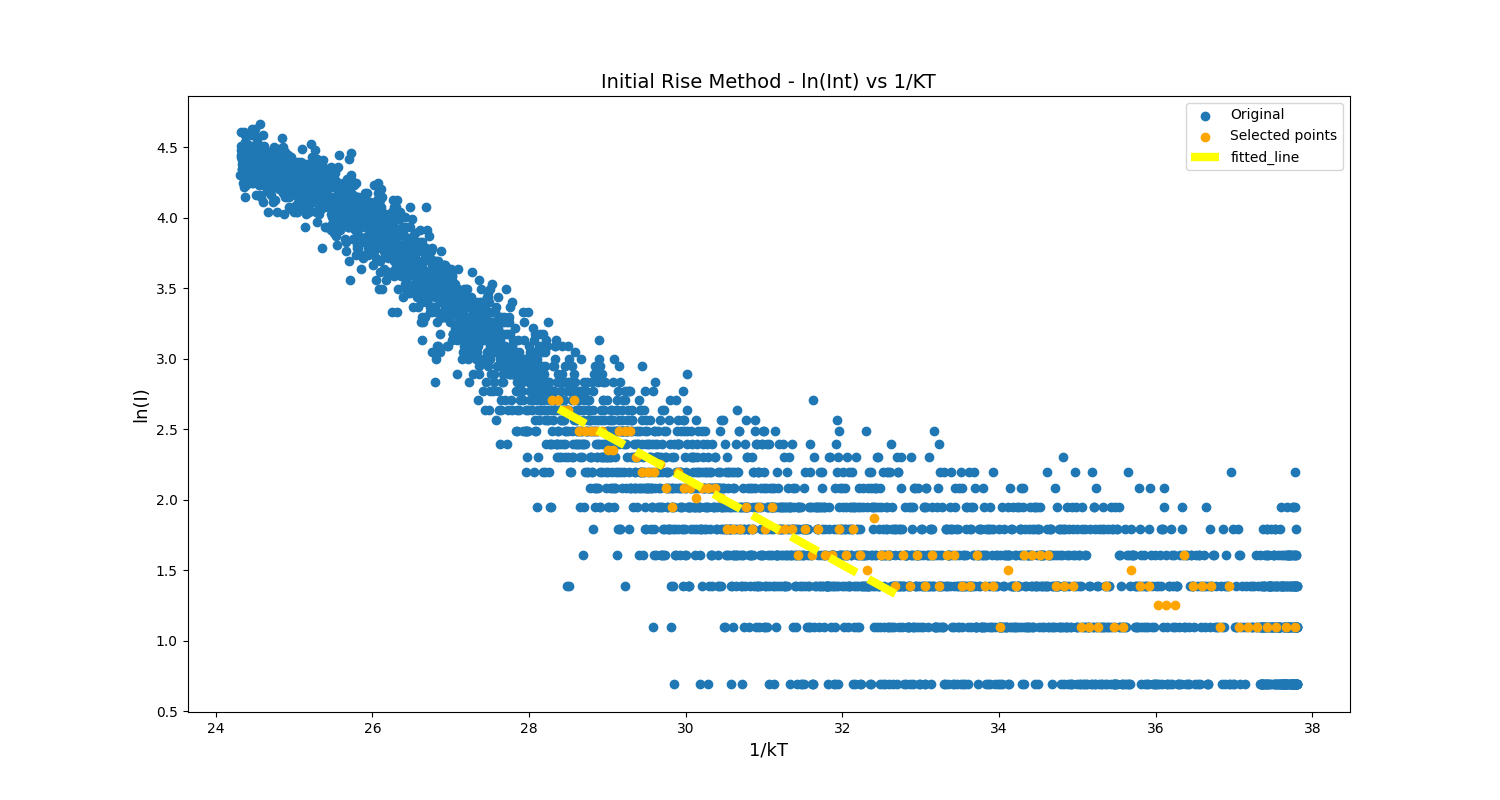 Initial Rise Method - ln(Int) vs 1/KT
Original
Selected points
fitted_line
4.5
4.0
3.5
3.0
2.5
2.0
1.5
1.0
0.5
ln(I)
24 26 28 30 32 34 36 38
1/kT